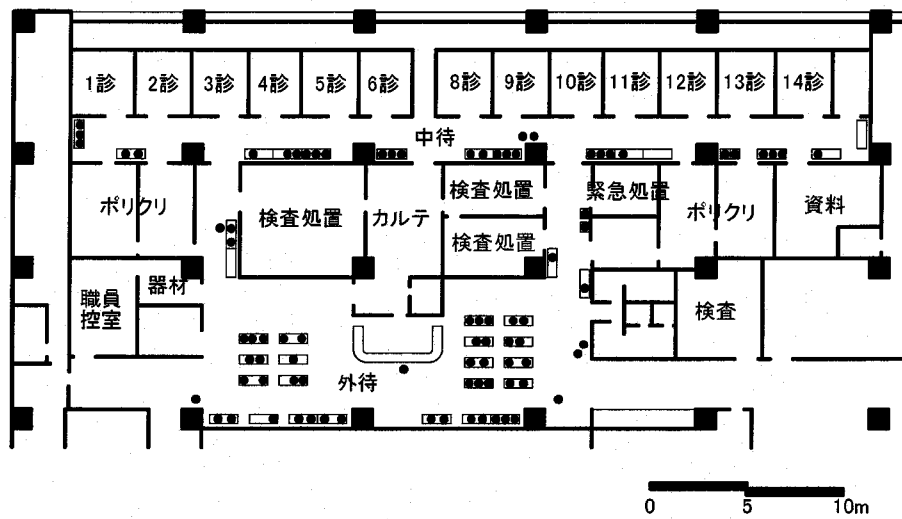 1診 2診 3診 4診 5診 6診 8診 9診 10診 11診 12診 13診 14診
中待
ポリクリ
検査処置
カルテ
検査処置
検査処置
緊急処置
ポリクリ
資料
職員
控室
器材
検査
外待
0 5 10m